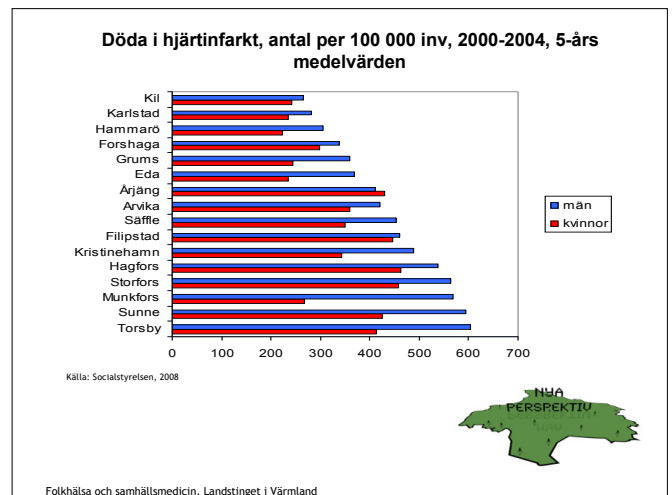 Döda i hjärtinfarkt, antal per 100 000 inv, 2000-2004, 5-års
medelvärden
Kil
Karlstad
Hammarö
Forshaga
Grums
Eda
Årjäng
Arvika
Säffle
Filipstad
Kristinehamn
Hagfors
Storfors
Munkfors
Sunne
Torsby
0 100 200 300 400 500 600 700
män
kvinnor
Källa: Socialstyrelsen, 2008
NYA
PERSPEKTIV
Folkhälsa och samhällsmedicin, Landstinget i Värmland